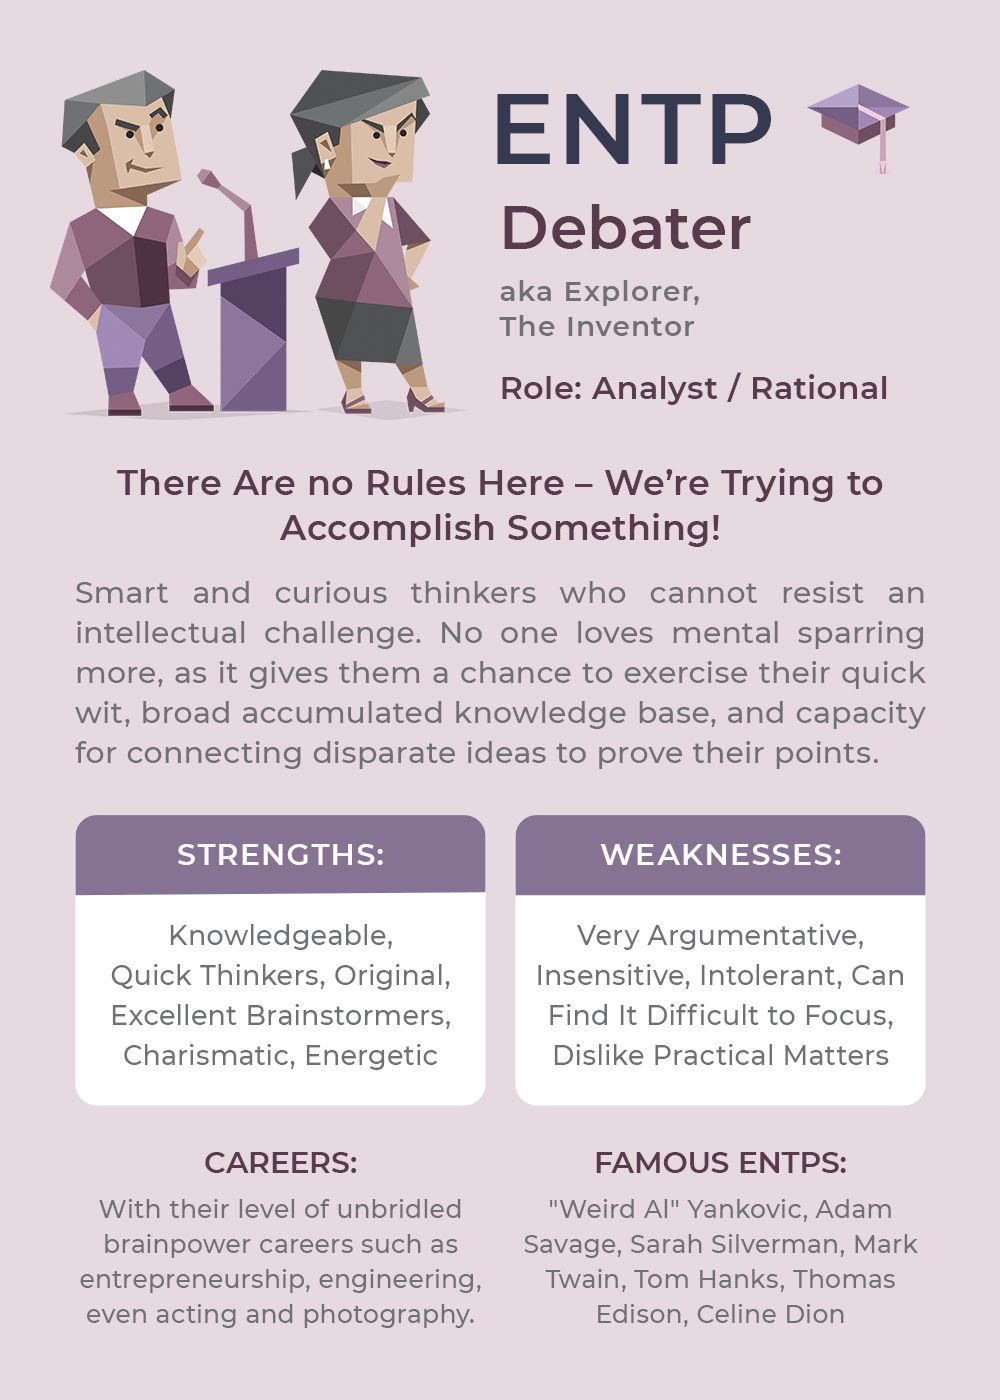 ENTP
Debater
aka Explorer,
The Inventor
Role: Analyst / Rational
There Are no Rules Here – We’re Trying to
Accomplish Something!
Smart and curious thinkers who cannot resist an
intellectual challenge. No one loves mental sparring
more, as it gives them a chance to exercise their quick
wit, broad accumulated knowledge base, and capacity
for connecting disparate ideas to prove their points.
STRENGTHS:
Knowledgeable,
Quick Thinkers, Original,
Excellent Brainstormers,
Charismatic, Energetic
WEAKNESSES:
Very Argumentative,
Insensitive, Intolerant, Can
Find It Difficult to Focus,
Dislike Practical Matters
CAREERS:
With their level of unbridled
brainpower careers such as
entrepreneurship, engineering,
even acting and photography.
FAMOUS ENTPS:
"Weird Al" Yankovic, Adam
Savage, Sarah Silverman, Mark
Twain, Tom Hanks, Thomas
Edison, Celine Dion